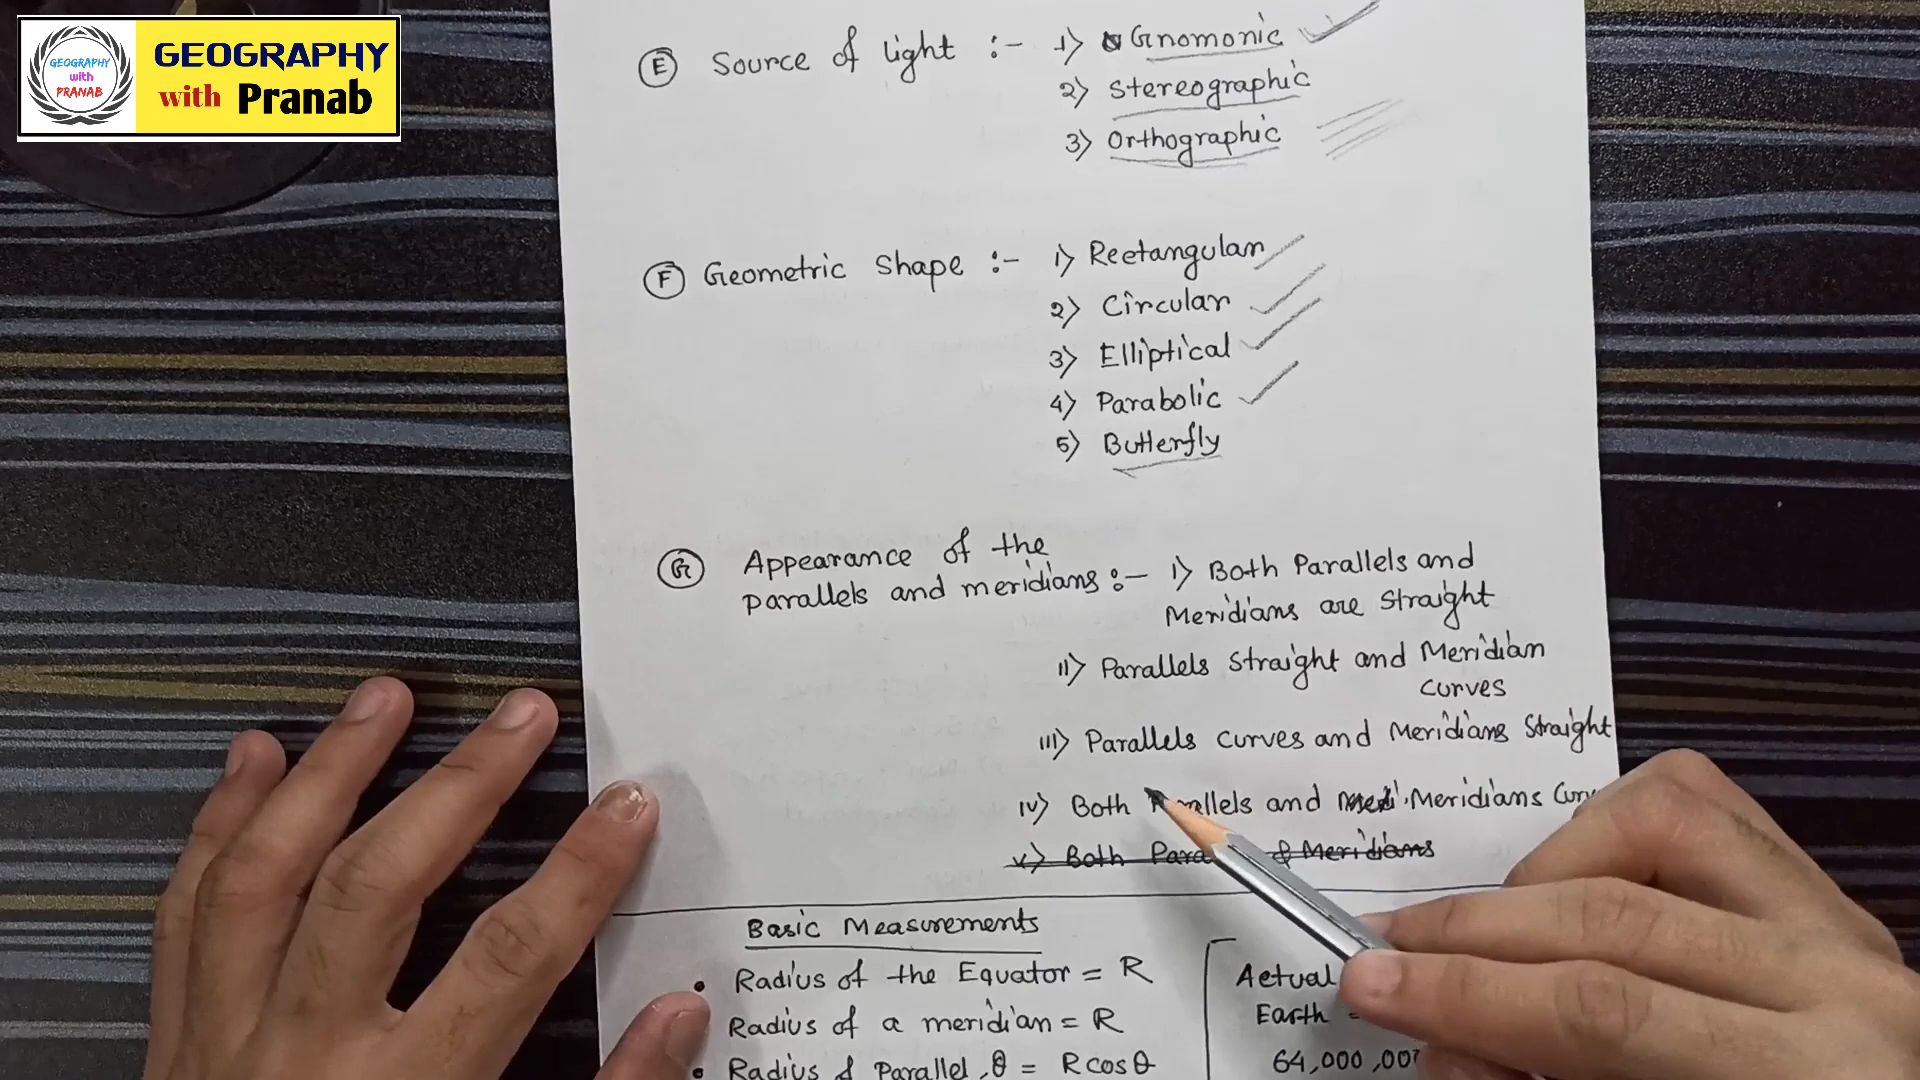 GEOGRAPHY
with
PRANAB
GEOGRAPHY
with Pranab
E Source of light :- 1) Gnomonic
2) Stereographic
3) Orthographic
F Geometric shape :- 1) Rectangular
2) Circular
3) Elliptical
4) Parabolic
5) Butterfly
G Appearance of the
parallels and meridians :- 1) Both Parallels and
Meridians are Straight
II) Parallels Straight and Meridian
curves
III) Parallels curves and Meridians Straight
IV) Both Parallels and Meridians
V) Both & Meridians
Basic Measurements
• Radius of the Equator = R
Radius of a meridian = R
• Radius of Parallel, θ = R cos θ
Actual
Earth =
64,000,00